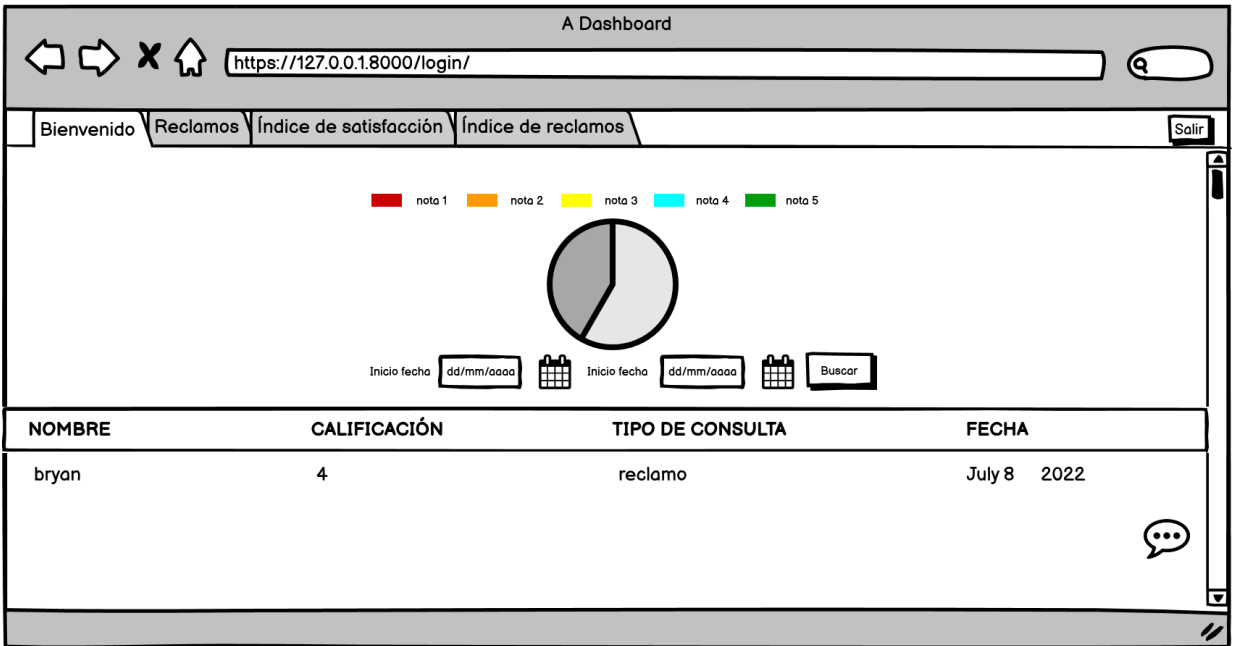 A Dashboard
https://127.0.0.1.8000/login/
Bienvenido Reclamos Índice de satisfacción Índice de reclamos Salir
nota 1 nota 2 nota 3 nota 4 nota 5
Inicio fecha dd/mm/aaaa Inicio fecha dd/mm/aaaa Buscar
NOMBRE CALIFICACIÓN TIPO DE CONSULTA FECHA
bryan 4 reclamo July 8 2022